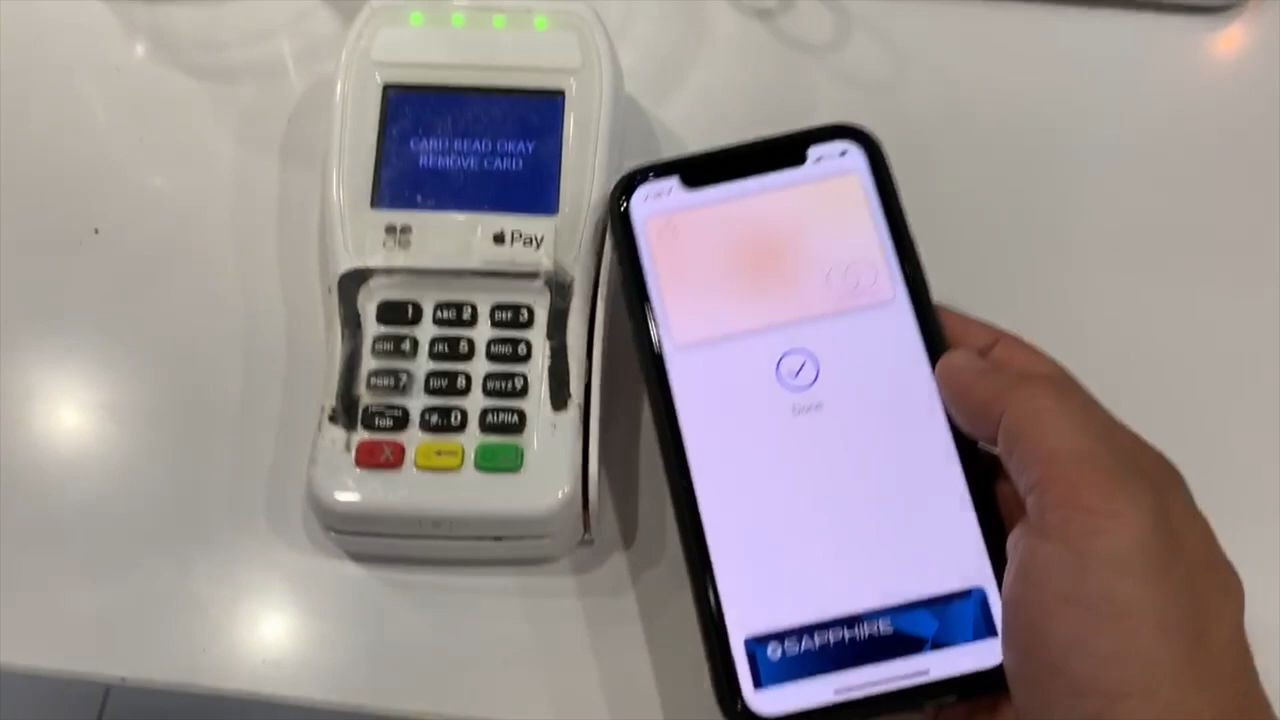 CARD READ OKAY
REMOVE CARD
Pay
1
ABC 2
DEF 3
GHI 4
JKL 5
MNO 6
PQRS 7
TUV 8
WXYZ 9
Tab
0
ALPHA
X
Done
SAPPHIRE